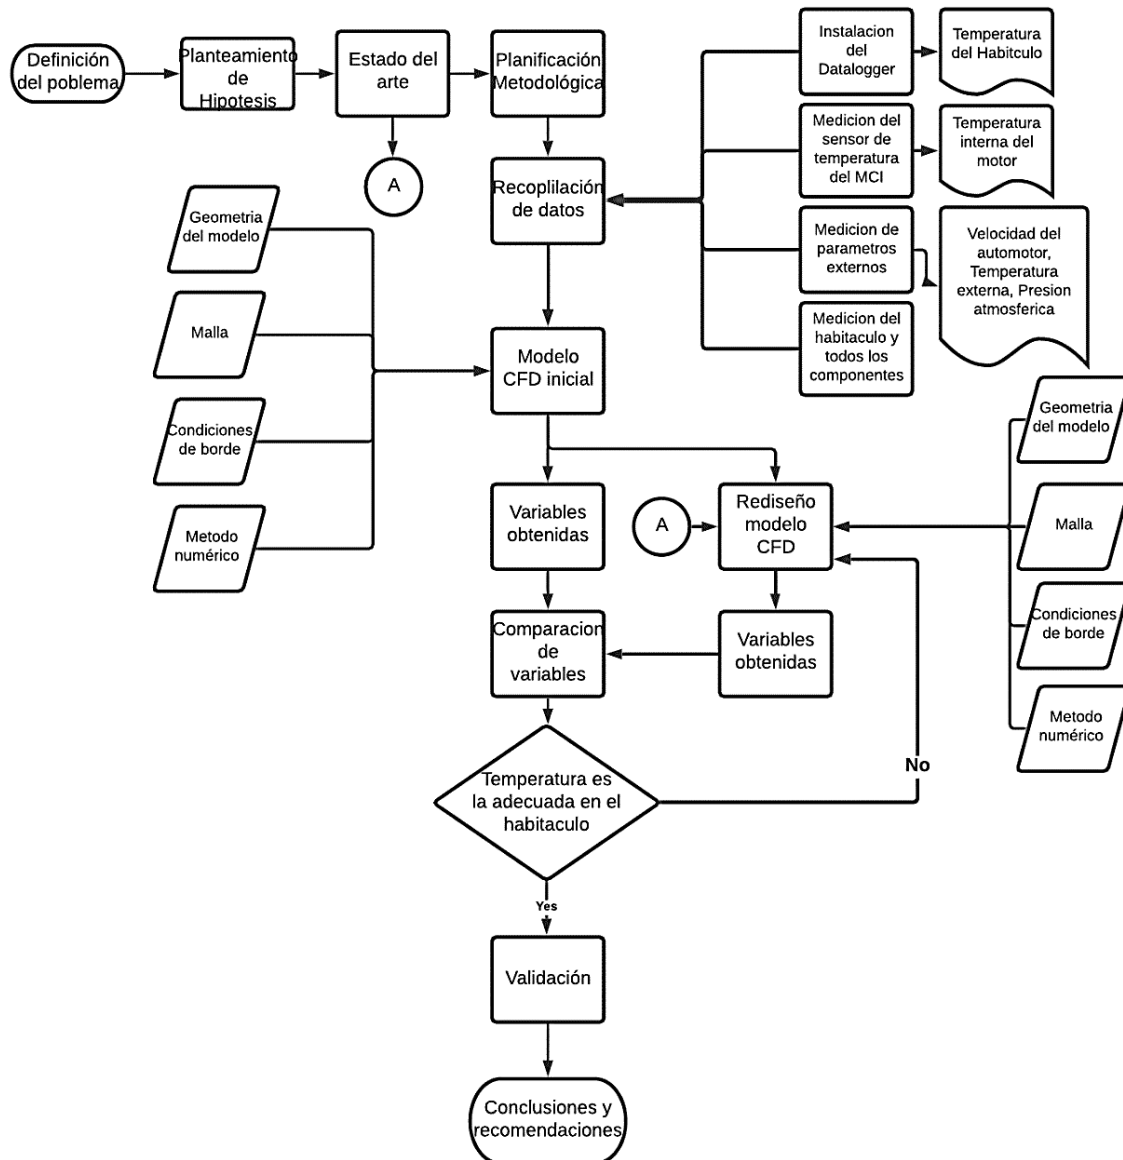 Definición
del poblema
Planteamiento
de
Hipotesis
Estado del
arte
Planificación
Metodológica
Instalacion
del
Datalogger
Temperatura
del Habitculo
Medicion del
sensor de
temperatura
del MCI
Temperatura
interna del
motor
A
Recoplilación
de datos
Geometria
del modelo
Medicion de
parametros
externos
Velocidad del
automotor,
Temperatura
externa, Presion
atmosferica
Malla
Modelo
CFD inicial
Medicion del
habitaculo y
todos los
componentes
Condiciones
de borde
Geometria
del modelo
Metodo
numérico
Variables
obtenidas
A
Rediseño
modelo
CFD
Malla
Comparacion
de
variables
Variables
obtenidas
Condiciones
de borde
Metodo
numérico
No
Temperatura es
la adecuada en el
habitaculo
Yes
Validación
Conclusiones y
recomendaciones